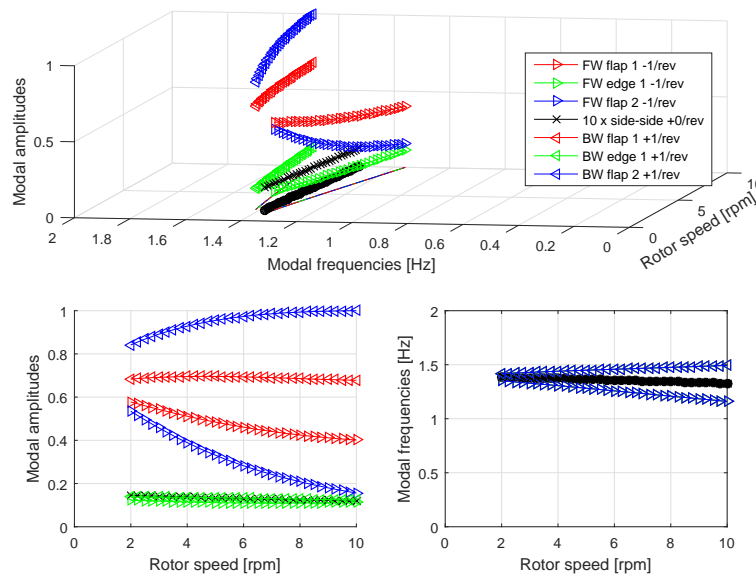 1
0.5
0
Modal amplitudes
2
1.8
1.6
1.4
1.2
1
0.8
0.6
0.4
0.2
0
Modal frequencies [Hz]
0
5
10
Rotor speed [rpm]
FW flap 1 -1/rev
FW edge 1 -1/rev
FW flap 2 -1/rev
10 x side-side +0/rev
BW flap 1 +1/rev
BW edge 1 +1/rev
BW flap 2 +1/rev
1
0.8
0.6
0.4
0.2
0
Modal amplitudes
0
2
4
6
8
10
Rotor speed [rpm]
2
1.5
1
0.5
0
Modal frequencies [Hz]
0
2
4
6
8
10
Rotor speed [rpm]